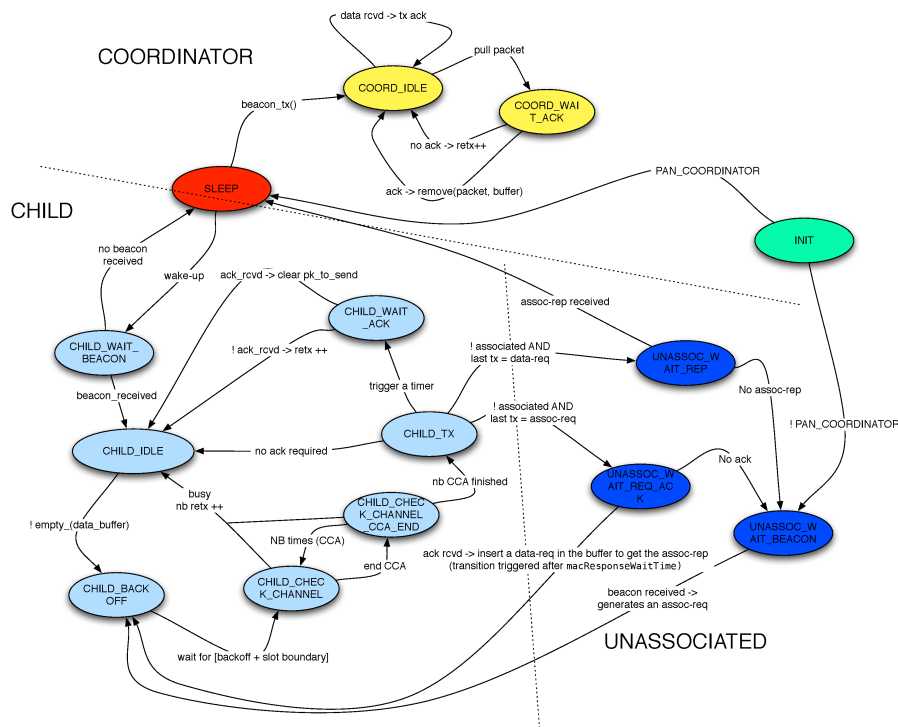 data rcvd -> tx ack
COORDINATOR
pull packet
COORD_IDLE
COORD_WAI
T_ACK
beacon_tx()
no ack -> retx++
ack -> remove(packet, buffer)
PAN_COORDINATOR
SLEEP
CHILD
INIT
no beacon
received
wake-up
ack_rcvd -> clear pk_to_send
assoc-rep received
CHILD_WAIT
_ACK
CHILD_WAIT_
BEACON
! ack_rcvd -> retx ++
! associated AND
last tx = data-req
UNASSOC_W
AIT_REP
trigger a timer
beacon_received
No assoc-rep
! associated AND
last tx = assoc-req
! PAN_COORDINATOR
CHILD_TX
CHILD_IDLE
no ack required
No ack
nb CCA finished
UNASSOC_W
AIT_REQ_AC
K
busy
nb retx ++
CHILD_CHEC
K_CHANNEL
CCA_END
! empty_(data_buffer)
NB times (CCA)
UNASSOC_W
AIT_BEACON
ack rcvd -> insert a data-req in the buffer to get the assoc-rep
(transition triggered after macResponseWaitTime)
end CCA
CHILD_BACK
OFF
CHILD_CHEC
K_CHANNEL
beacon received ->
generates an assoc-req
wait for [backoff + slot boundary]
UNASSOCIATED